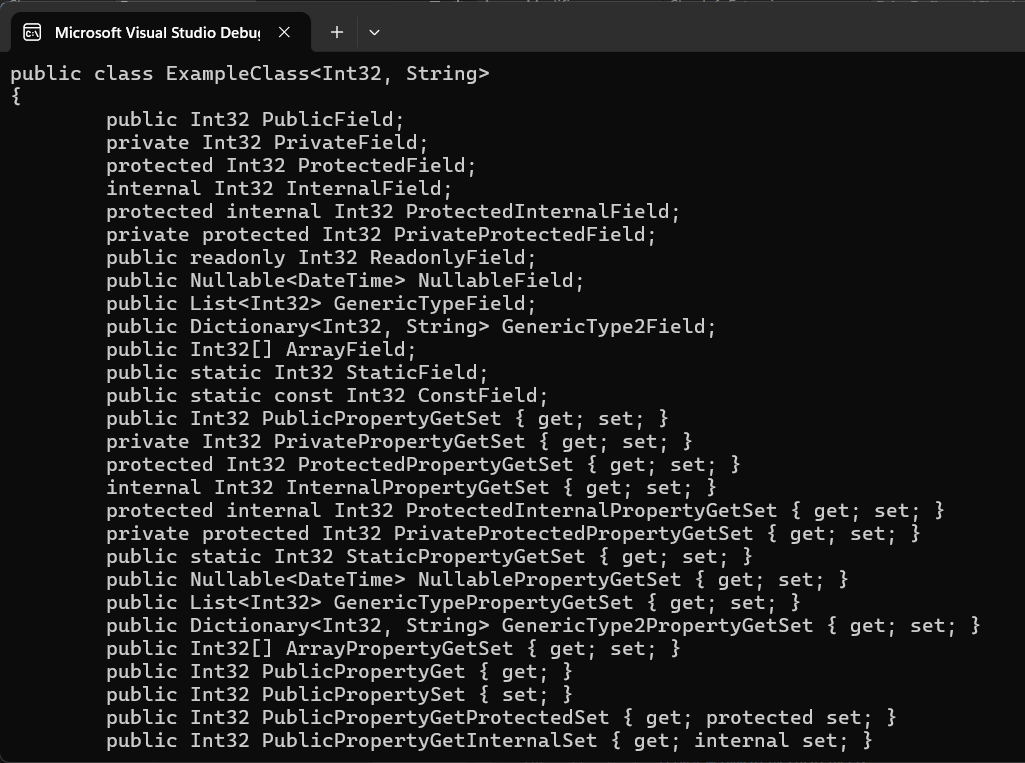 Microsoft Visual Studio Debug
public class ExampleClass<Int32, String>
{
public Int32 PublicField;
private Int32 PrivateField;
protected Int32 ProtectedField;
internal Int32 InternalField;
protected internal Int32 ProtectedInternalField;
private protected Int32 PrivateProtectedField;
public readonly Int32 ReadonlyField;
public Nullable<DateTime> NullableField;
public List<Int32> GenericTypeField;
public Dictionary<Int32, String> GenericType2Field;
public Int32[] ArrayField;
public static Int32 StaticField;
public static const Int32 ConstField;
public Int32 PublicPropertyGetSet { get; set; }
private Int32 PrivatePropertyGetSet { get; set; }
protected Int32 ProtectedPropertyGetSet { get; set; }
internal Int32 InternalPropertyGetSet { get; set; }
protected internal Int32 ProtectedInternalPropertyGetSet { get; set; }
private protected Int32 PrivateProtectedPropertyGetSet { get; set; }
public static Int32 StaticPropertyGetSet { get; set; }
public Nullable<DateTime> NullablePropertyGetSet { get; set; }
public List<Int32> GenericTypePropertyGetSet { get; set; }
public Dictionary<Int32, String> GenericType2PropertyGetSet { get; set; }
public Int32[] ArrayPropertyGetSet { get; set; }
public Int32 PublicPropertyGet { get; }
public Int32 PublicPropertySet { set; }
public Int32 PublicPropertyGetProtectedSet { get; protected set; }
public Int32 PublicPropertyGetInternalSet { get; internal set; }